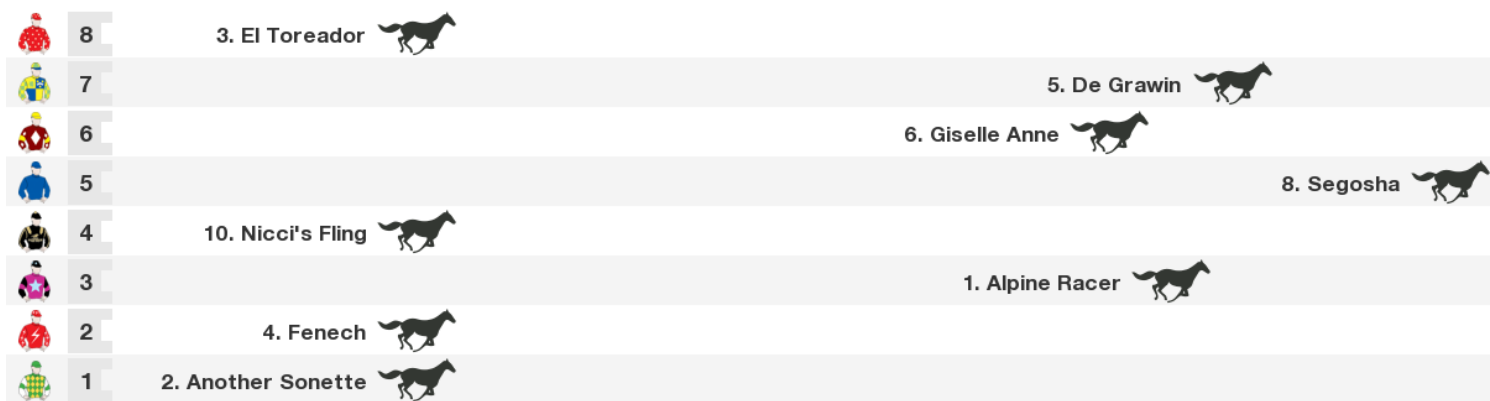 8 3. El Toreador
7 5. De Grawin
6 6. Giselle Anne
5 8. Segosha
4 10. Nicci's Fling
3 1. Alpine Racer
2 4. Fenech
1 2. Another Sonette